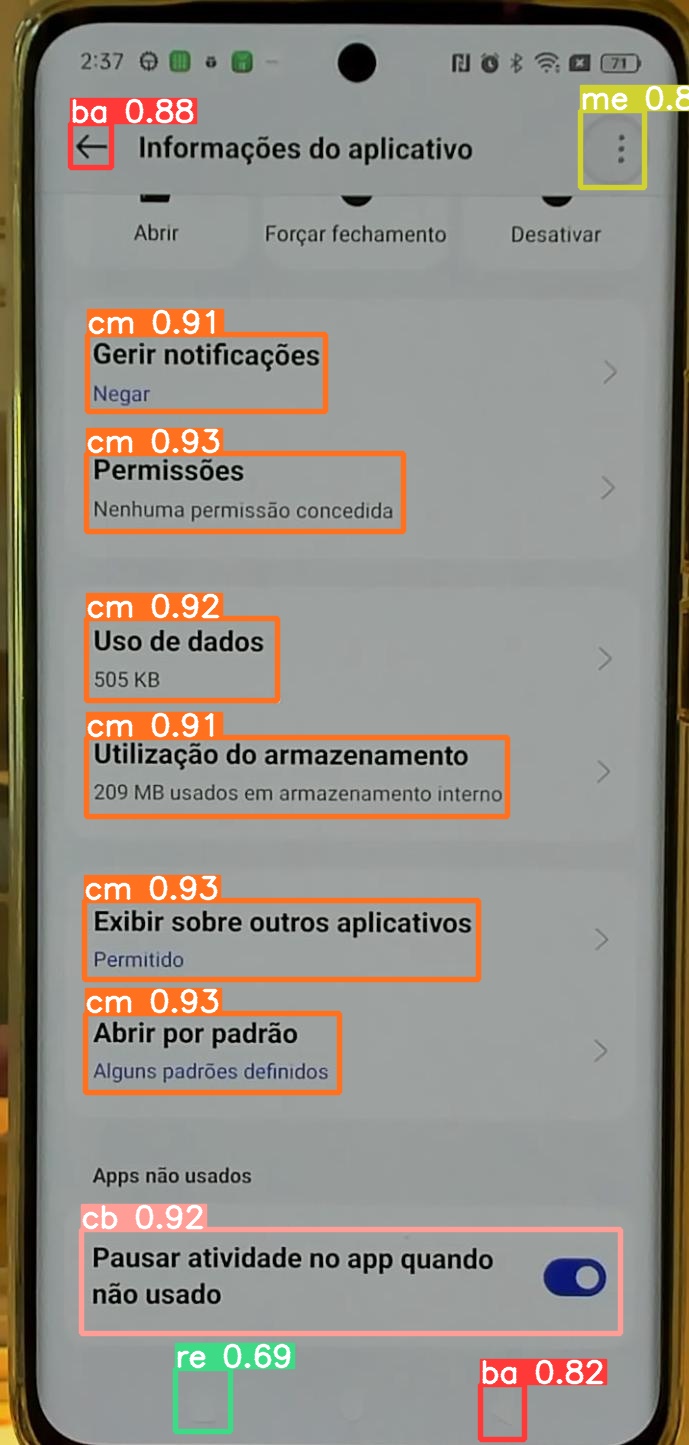 2:37
71
ba 0.88
me 0.8
Informações do aplicativo
Abrir
Forçar fechamento
Desativar
cm 0.91
Gerir notificações
Negar
cm 0.93
Permissões
Nenhuma permissão concedida
cm 0.92
Uso de dados
505 KB
cm 0.91
Utilização do armazenamento
209 MB usados em armazenamento interno
cm 0.93
Exibir sobre outros aplicativos
Permitido
cm 0.93
Abrir por padrão
Alguns padrões definidos
Apps não usados
cb 0.92
Pausar atividade no app quando
não usado
re 0.69
ba 0.82